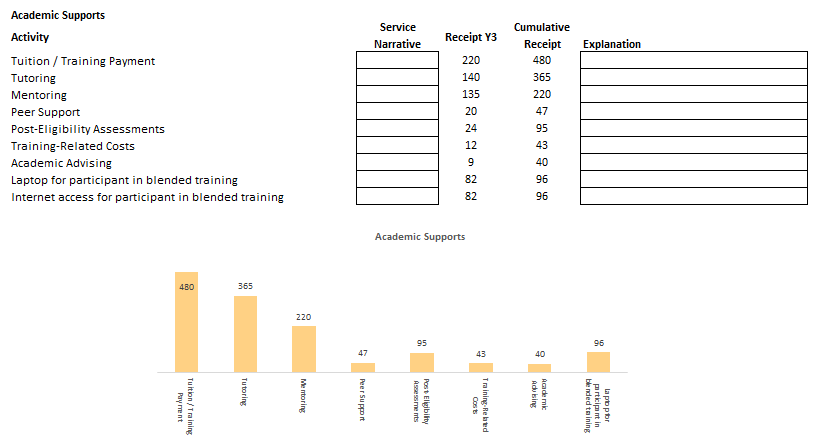 Academic Supports
Activity Service Narrative Receipt Y3 Cumulative Receipt Explanation
Tuition / Training Payment 220 480
Tutoring 140 365
Mentoring 135 220
Peer Support 20 47
Post-Eligibility Assessments 24 95
Training-Related Costs 12 43
Academic Advising 9 40
Laptop for participant in blended training 82 96
Internet access for participant in blended training 82 96
Academic Supports
480
365
220
47
95
43
40
96
Tuition / Training
Payment
Tutoring
Mentoring
Peer Support
Post-Eligibility
Assessments
Training-Related
Costs
Academic
Advising
Laptop for
participant in
blended training